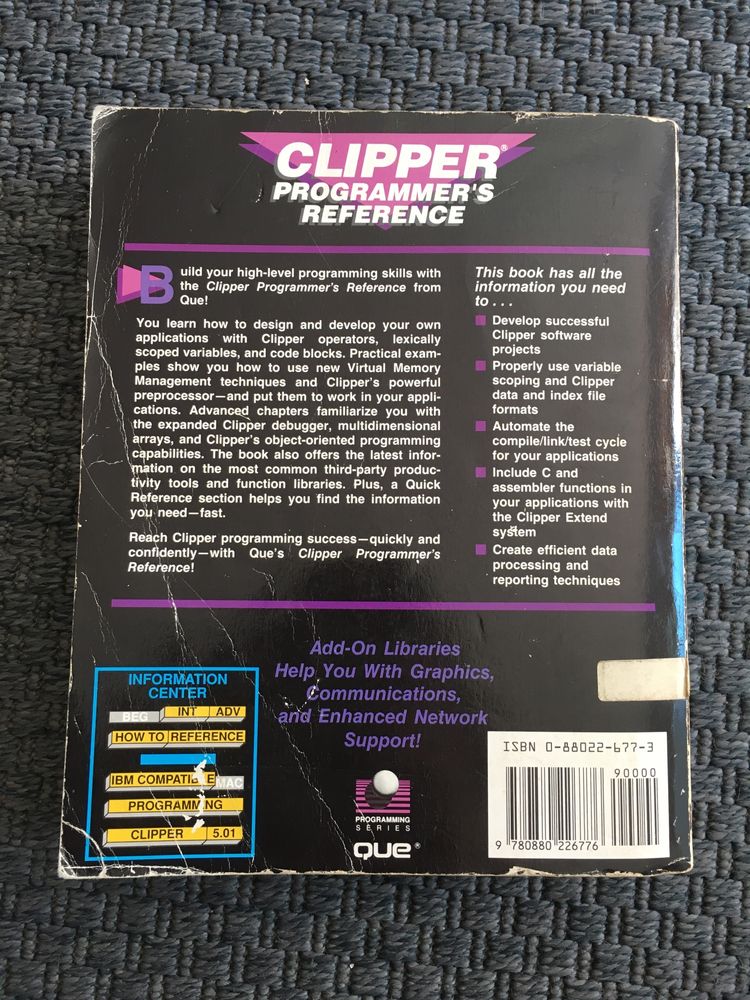 CLIPPER®
PROGRAMMER'S
REFERENCE
Build your high-level programming skills with
the Clipper Programmer's Reference from
Que!
You learn how to design and develop your own
applications with Clipper operators, lexically
scoped variables, and code blocks. Practical exam-
ples show you how to use new Virtual Memory
Management techniques and Clipper's powerful
preprocessor—and put them to work in your appli-
cations. Advanced chapters familiarize you with
the expanded Clipper debugger, multidimensional
arrays, and Clipper's object-oriented programming
capabilities. The book also offers the latest infor-
mation on the most common third-party produc-
tivity tools and function libraries. Plus, a Quick
Reference section helps you find the information
you need—fast.
Reach Clipper programming success—quickly and
confidently—with Que's Clipper Programmer's
Reference!
This book has all the
information you need
to . . .
Develop successful
Clipper software
projects
Properly use variable
scoping and Clipper
data and index file
formats
Automate the
compile/link/test cycle
for your applications
Include C and
assembler functions in
your applications with
the Clipper Extend
system
Create efficient data
processing and
reporting techniques
Add-On Libraries
Help You With Graphics,
Communications,
and Enhanced Network
Support!
INFORMATION
CENTER
BEG INT ADV
HOW TO REFERENCE
IBM COMPATIBLE MAC
PROGRAMMING
CLIPPER 5.01
PROGRAMMING
SERIES
QUE®
ISBN 0-88022-677-3
90000
9 780880 226776